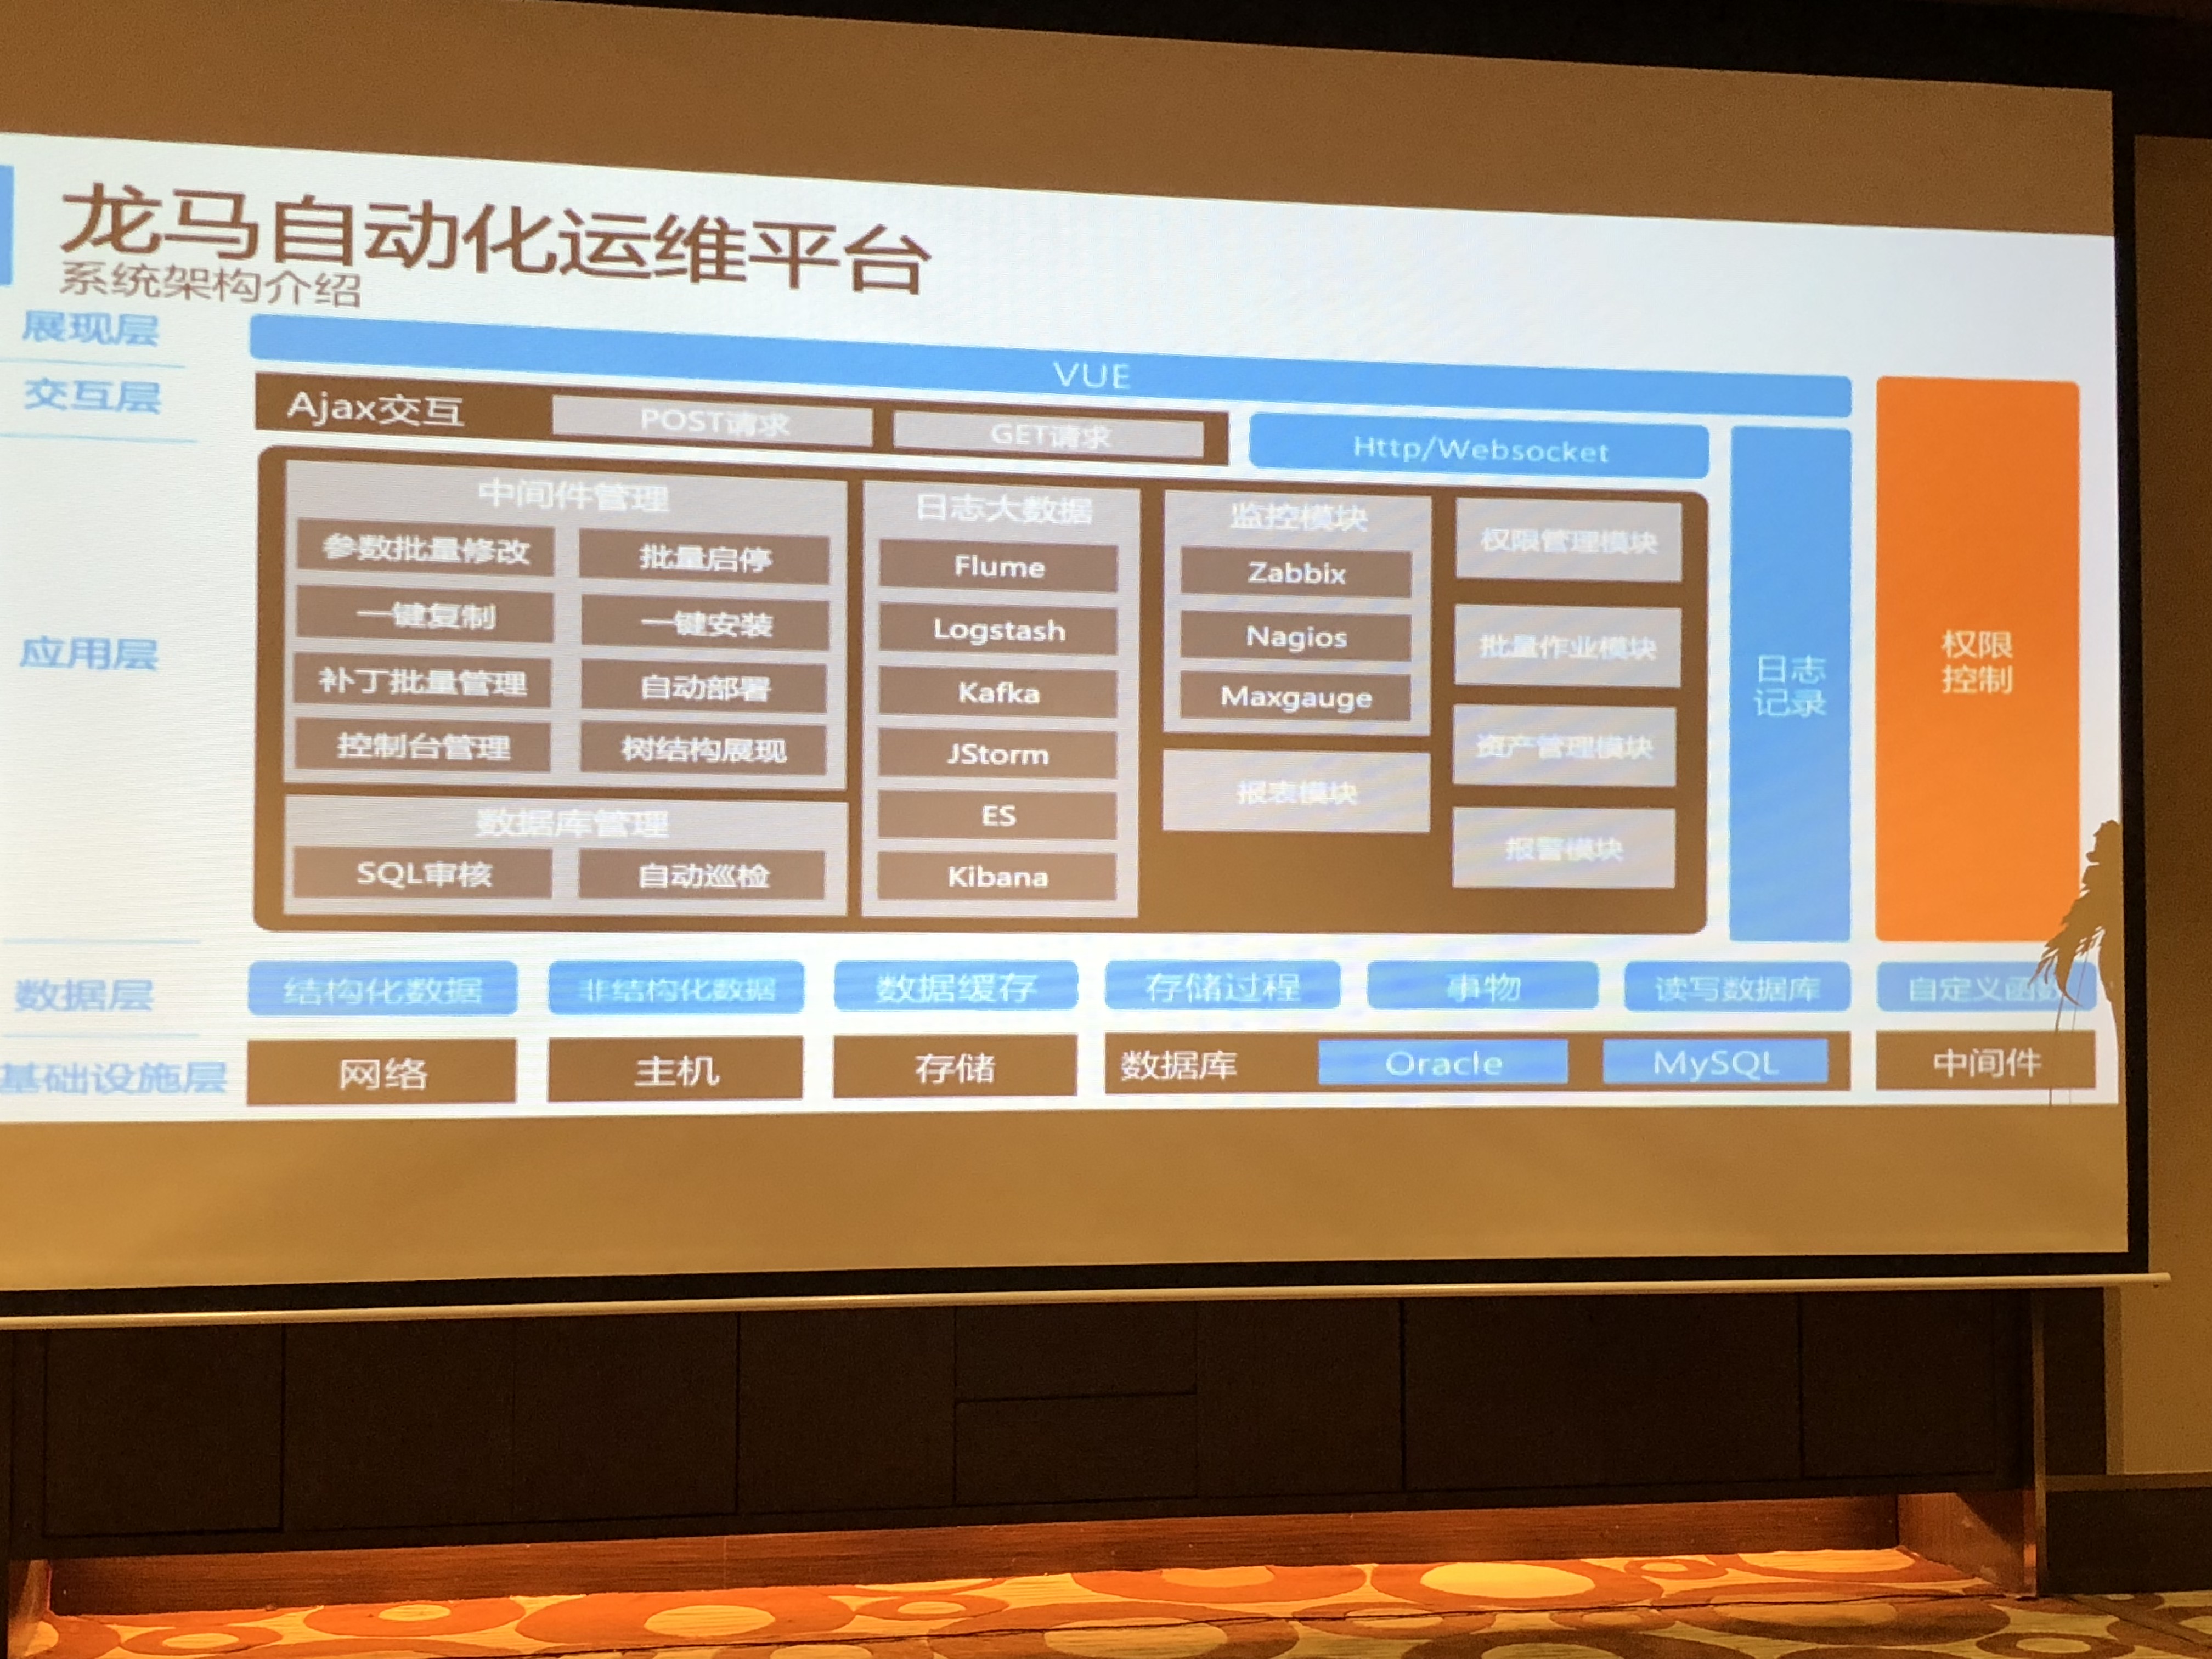 龙马自动化运维平台
系统架构介绍
展现层
VUE
交互层
Ajax交互
POST请求
GET请求
Http/Websocket
应用层
中间件管理
参数批量修改
批量启停
一键复制
一键安装
补丁批量管理
自动部署
控制台管理
树结构展现
数据库管理
SQL审核
自动巡检
日志大数据
Flume
Logstash
Kafka
JStorm
ES
Kibana
监控模块
Zabbix
Nagios
Maxgauge
报表模块
权限管理模块
批量作业模块
资产管理模块
报警模块
日志
记录
权限
控制
数据层
结构化数据
非结构化数据
数据缓存
存储过程
事物
读写数据库
自定义函数
基础设施层
网络
主机
存储
数据库
Oracle
MySQL
中间件